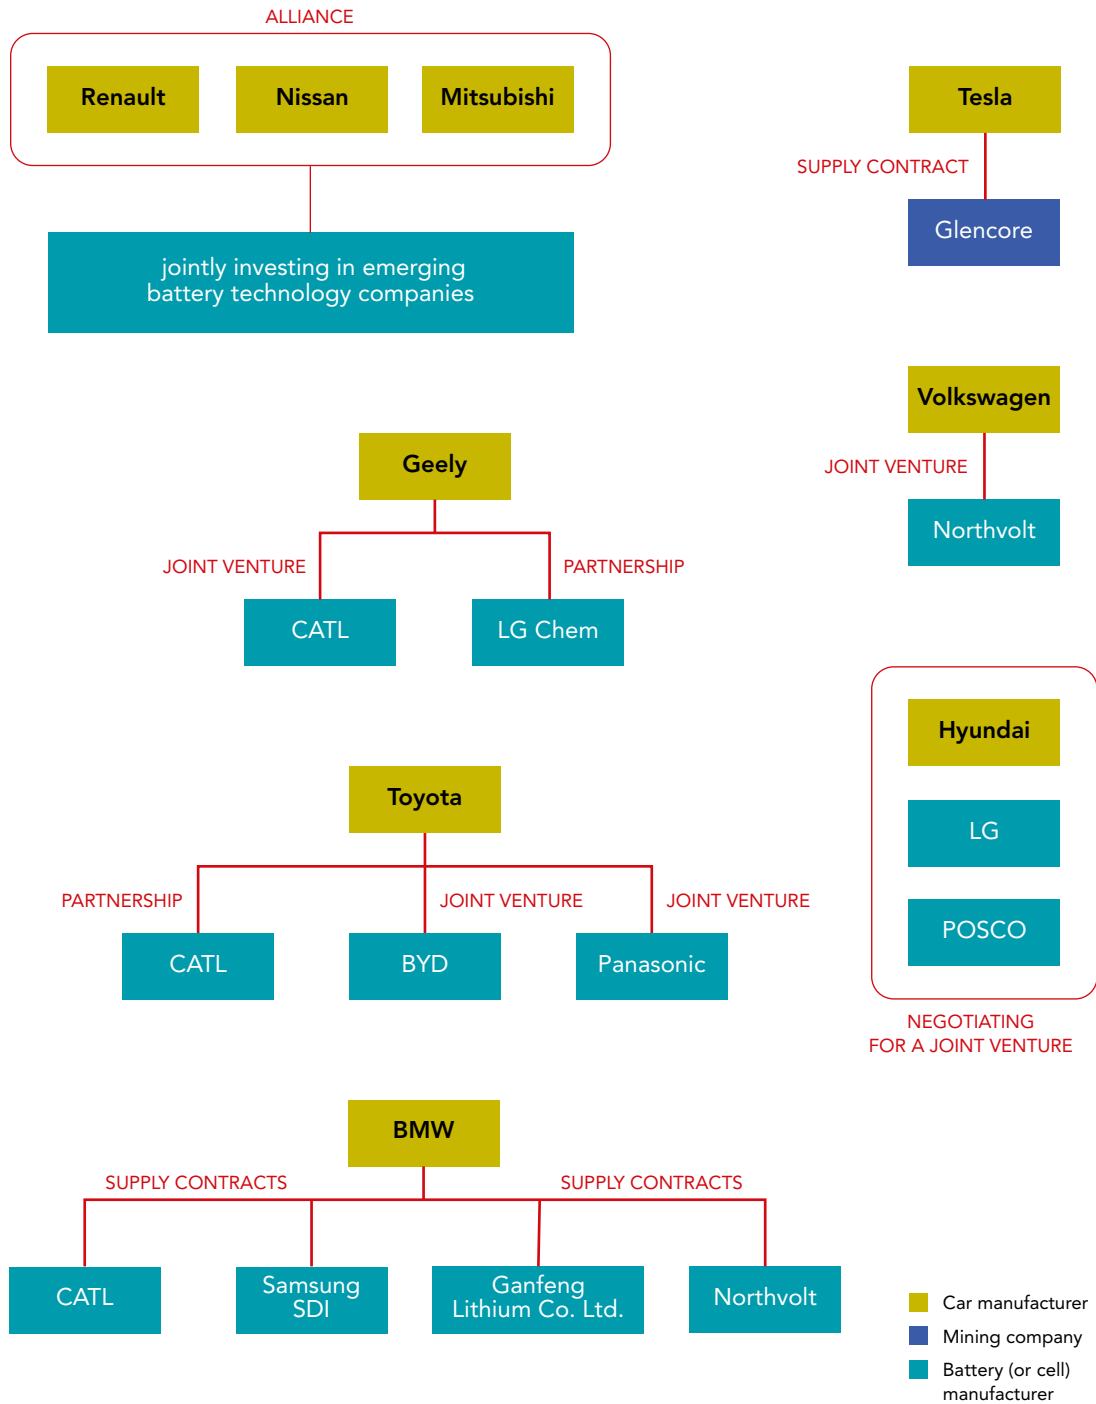 ALLIANCE
Renault
Nissan
Mitsubishi
jointly investing in emerging
battery technology companies
Tesla
SUPPLY CONTRACT
Glencore
Volkswagen
JOINT VENTURE
Northvolt
Geely
JOINT VENTURE
PARTNERSHIP
CATL
LG Chem
Hyundai
LG
POSCO
NEGOTIATING
FOR A JOINT VENTURE
Toyota
PARTNERSHIP
JOINT VENTURE
JOINT VENTURE
CATL
BYD
Panasonic
BMW
SUPPLY CONTRACTS
SUPPLY CONTRACTS
CATL
Samsung
SDI
Ganfeng
Lithium Co. Ltd.
Northvolt
Car manufacturer
Mining company
Battery (or cell)
manufacturer